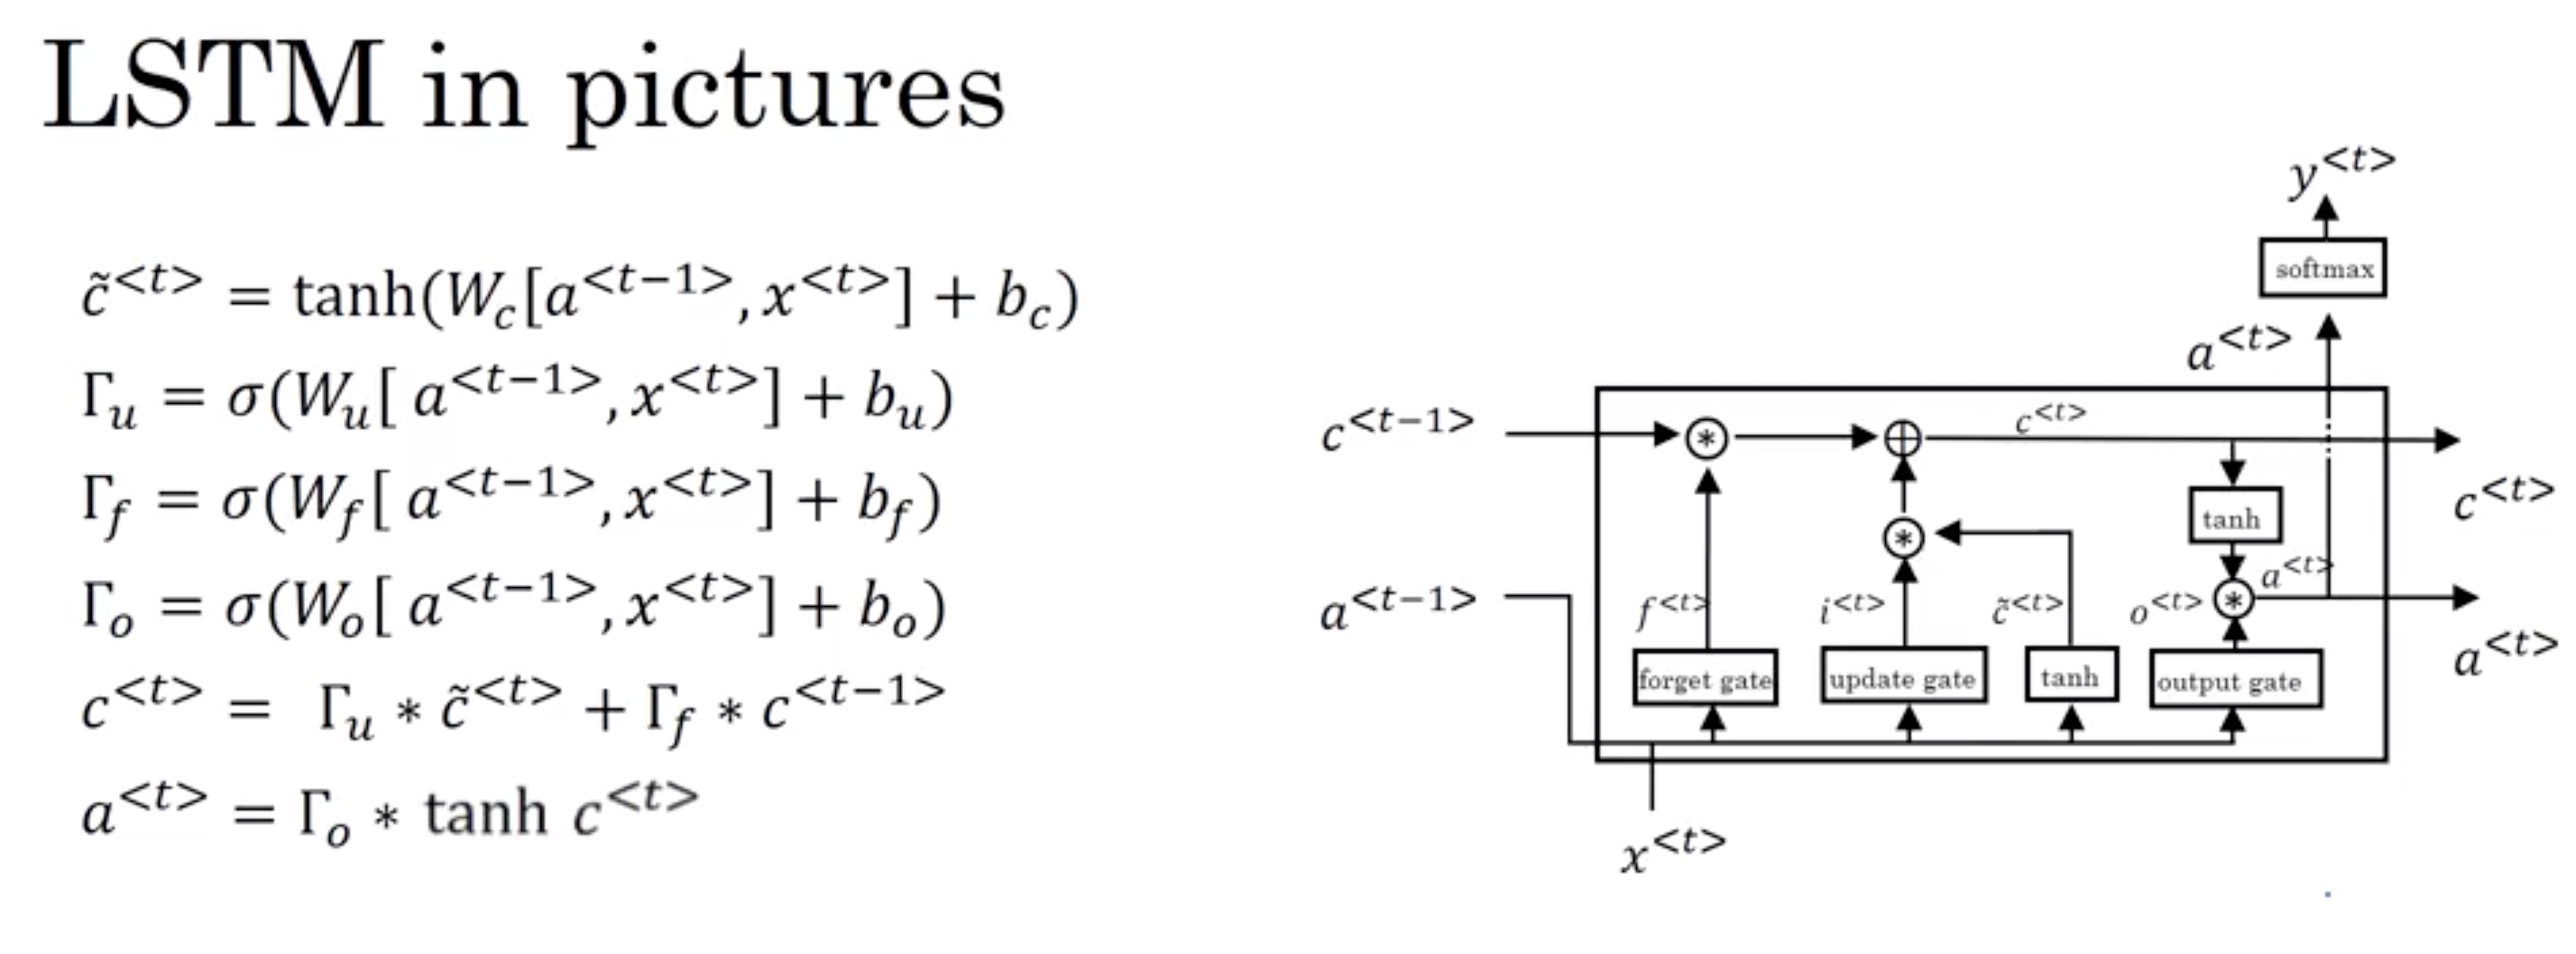 LSTM in pictures
c̃<t> = tanh(W_c[a<t−1>, x<t>] + b_c)
Γ_u = σ(W_u[ a<t−1>, x<t>] + b_u)
Γ_f = σ(W_f[ a<t−1>, x<t>] + b_f)
Γ_o = σ(W_o[ a<t−1>, x<t>] + b_o)
c<t> = Γ_u * c̃<t> + Γ_f * c<t−1>
a<t> = Γ_o * tanh c<t>
y<t>
softmax
a<t>
c<t−1>
*
+
c<t>
c<t>
tanh
*
a<t−1>
f<t>
i<t>
c̃<t>
o<t>
*
a<t>
a<t>
forget gate
update gate
tanh
output gate
x<t>